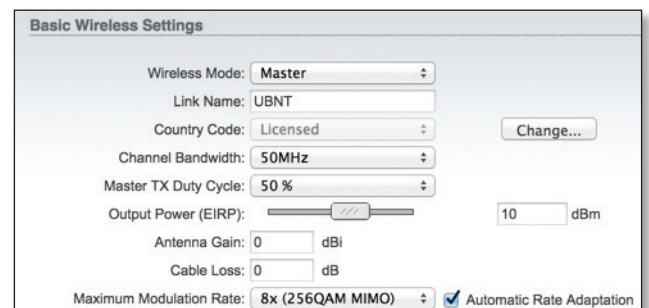 Basic Wireless Settings
Wireless Mode: Master
Link Name: UBNT
Country Code: Licensed Change...
Channel Bandwidth: 50MHz
Master TX Duty Cycle: 50 %
Output Power (EIRP): 10 dBm
Antenna Gain: 0 dBi
Cable Loss: 0 dB
Maximum Modulation Rate: 8x (256QAM MIMO) Automatic Rate Adaptation